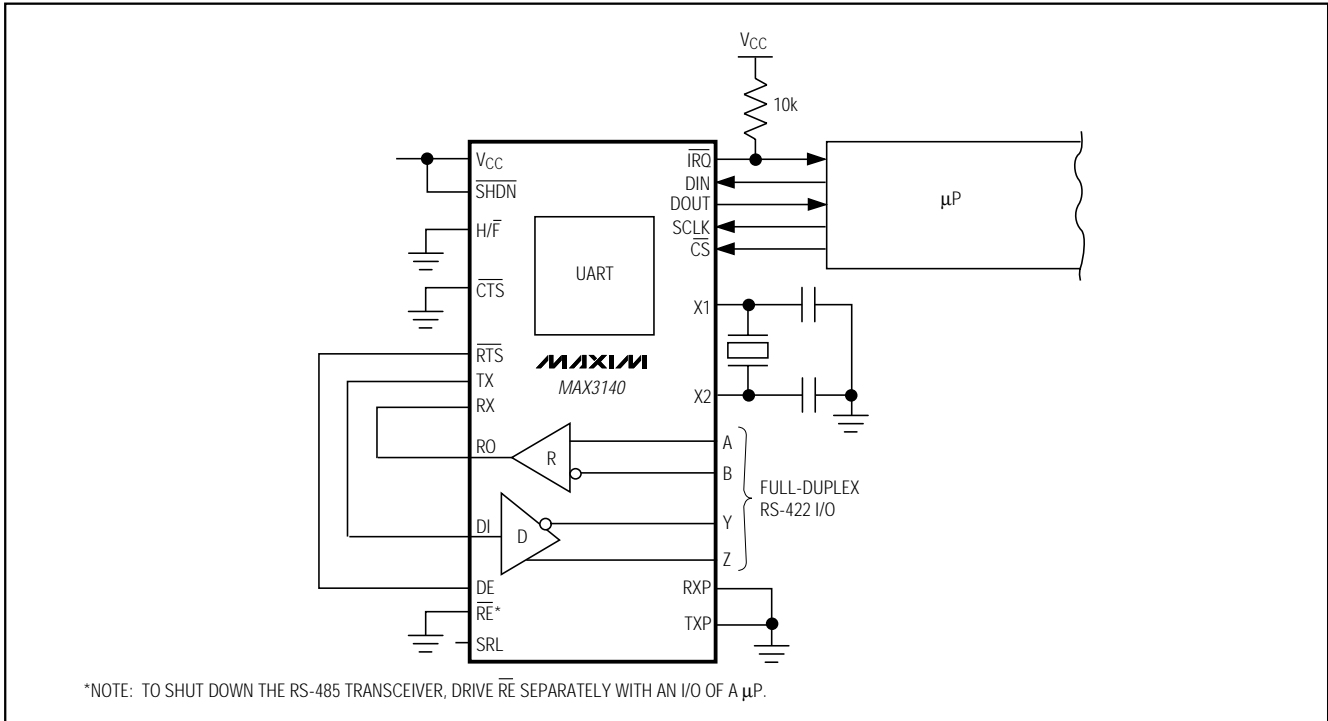 VCC
10k
VCC
SHDN
H/F
CTS
RTS
TX
RX
RO
DI
DE
RE*
SRL
UART
MAXIM
MAX3140
R
D
IRQ
DIN
DOUT
SCLK
CS
X1
X2
A
B
Y
Z
RXP
TXP
µP
FULL-DUPLEX
RS-422 I/O
*NOTE: TO SHUT DOWN THE RS-485 TRANSCEIVER, DRIVE RE SEPARATELY WITH AN I/O OF A µP.